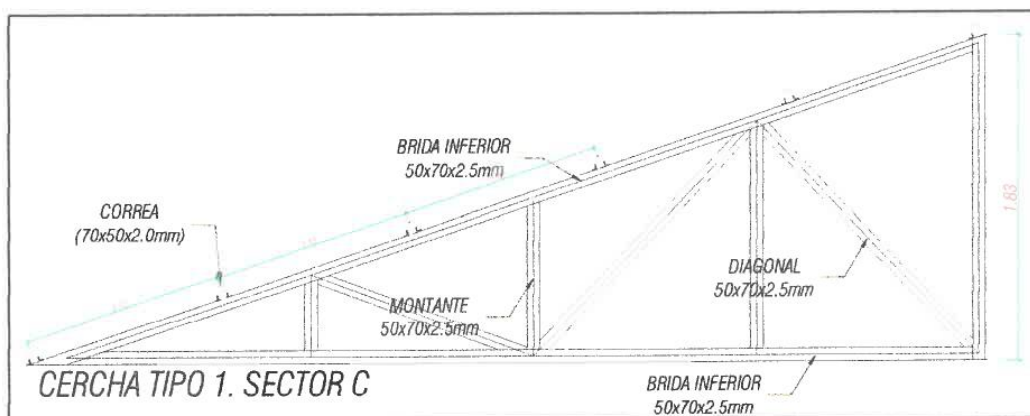 BRIDA INFERIOR
50x70x2.5mm
CORREA
(70x50x2.0mm)
1.83
DIAGONAL
50x70x2.5mm
MONTANTE
50x70x2.5mm
CERCHA TIPO 1. SECTOR C
BRIDA INFERIOR
50x70x2.5mm